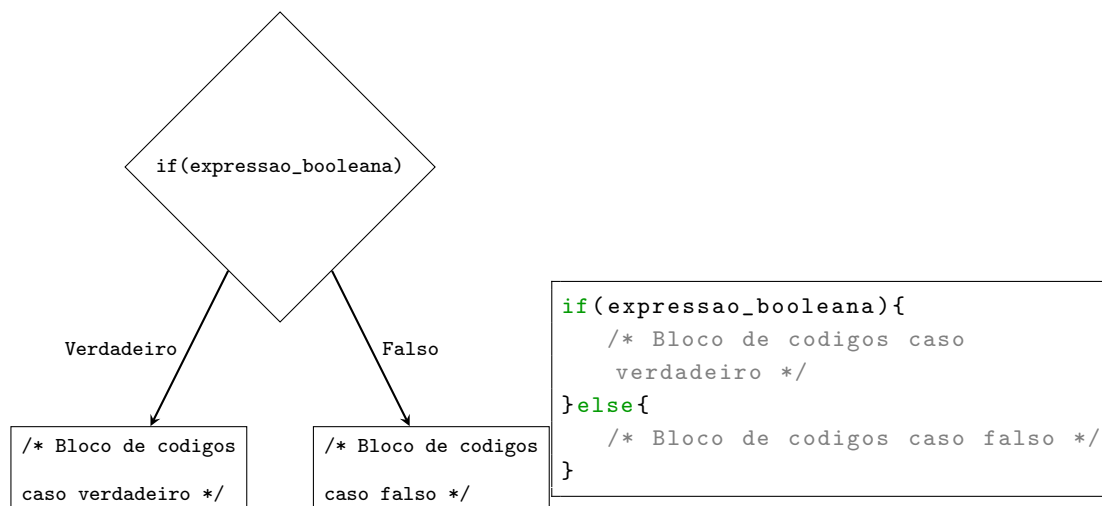 if(expressao_booleana)
Verdadeiro
Falso
/* Bloco de codigos
caso verdadeiro */
/* Bloco de codigos
caso falso */
if(expressao_booleana){
/* Bloco de codigos caso
verdadeiro */
}else{
/* Bloco de codigos caso falso */
}